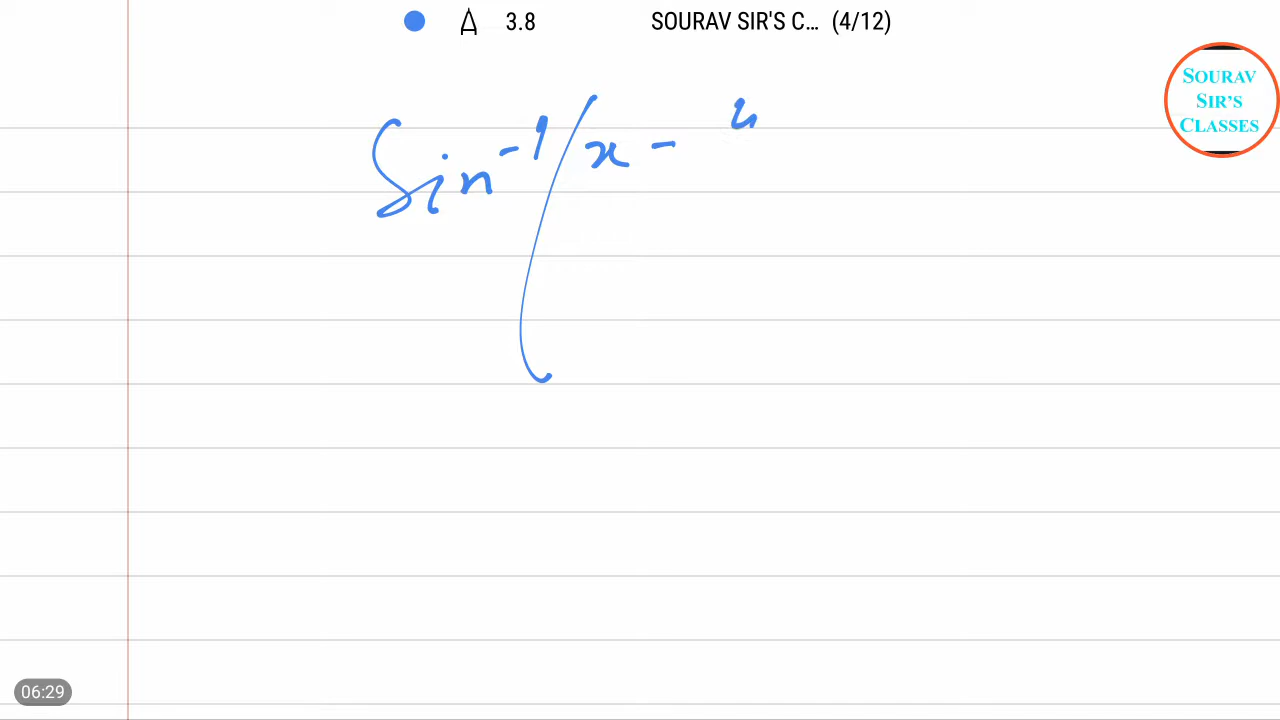 3.8 SOURAV SIR'S C... (4/12)
SOURAV
SIR'S
CLASSES
Sin⁻¹(x -
06:29